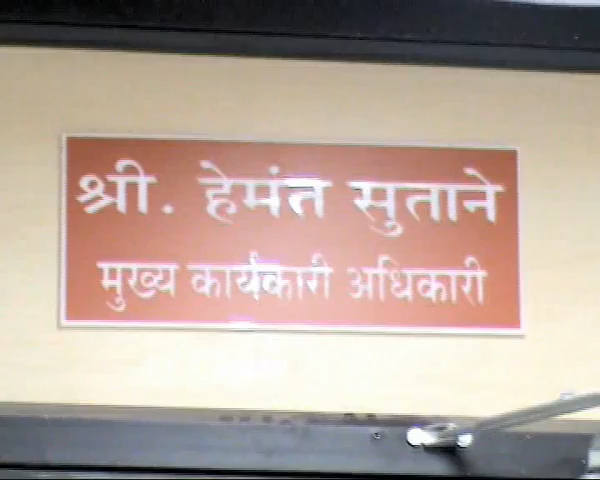 श्री. हेमंत सुताने
मुख्य कार्यकारी अधिकारी